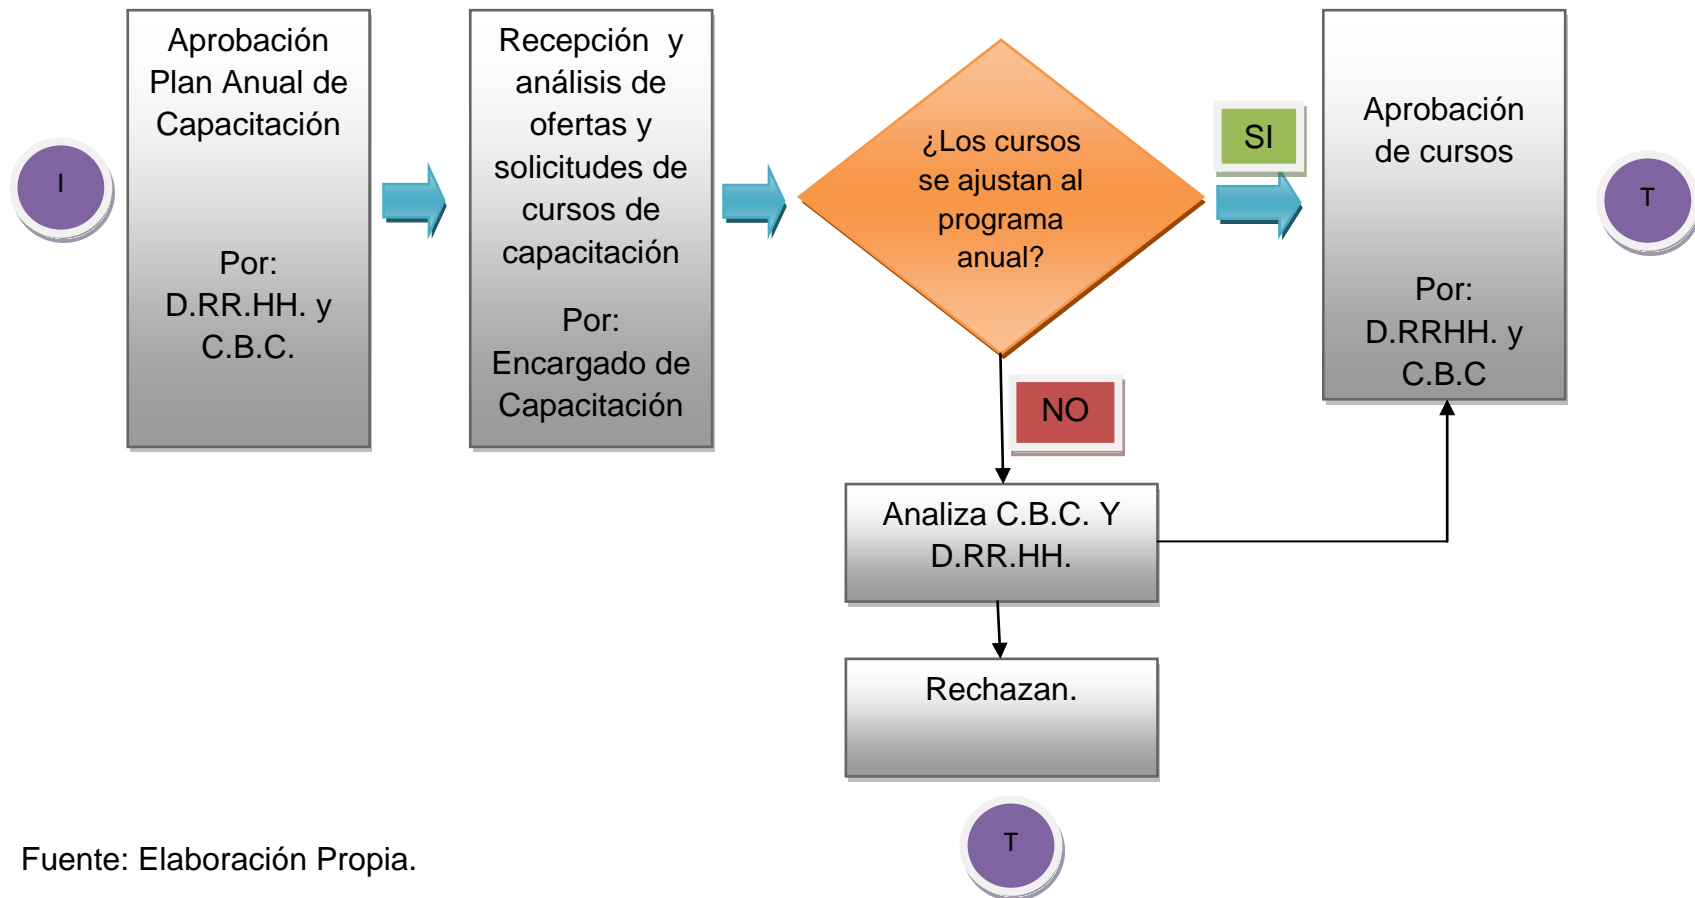 I
Aprobación
Plan Anual de
Capacitación
Por:
D.RR.HH. y
C.B.C.
Recepción y
análisis de
ofertas y
solicitudes de
cursos de
capacitación
Por:
Encargado de
Capacitación
¿Los cursos
se ajustan al
programa
anual?
SI
Aprobación
de cursos
Por:
D.RRHH. y
C.B.C
T
NO
Analiza C.B.C. Y
D.RR.HH.
Rechazan.
T
Fuente: Elaboración Propia.